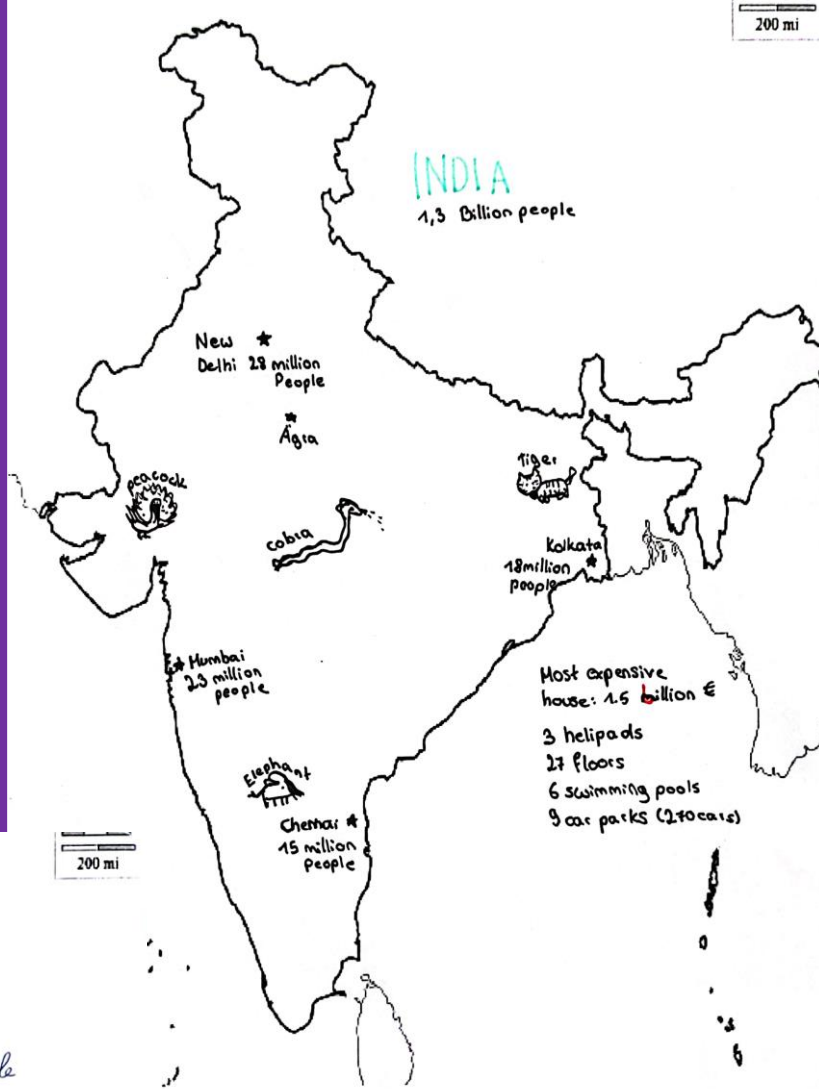 200 mi
INDIA
1,3 Billion people
New
Delhi 28 million
People
Ägra
peacock
cobra
Tiger
Kolkata
18million
people
Mumbai
23 million
people
Most expensive
house: 1.5 billion €
3 helipads
27 floors
6 swimming pools
9 car parks (270cars)
Elephant
Chennai
15 million
People
200 mi